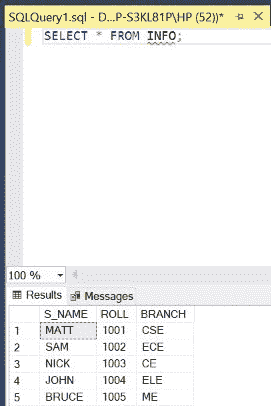 SQLQuery1.sql - D...P-S3KL81P\HP (52))*
SELECT * FROM INFO;
100 %
Results Messages
S_NAME ROLL BRANCH
1 MATT 1001 CSE
2 SAM 1002 ECE
3 NICK 1003 CE
4 JOHN 1004 ELE
5 BRUCE 1005 ME